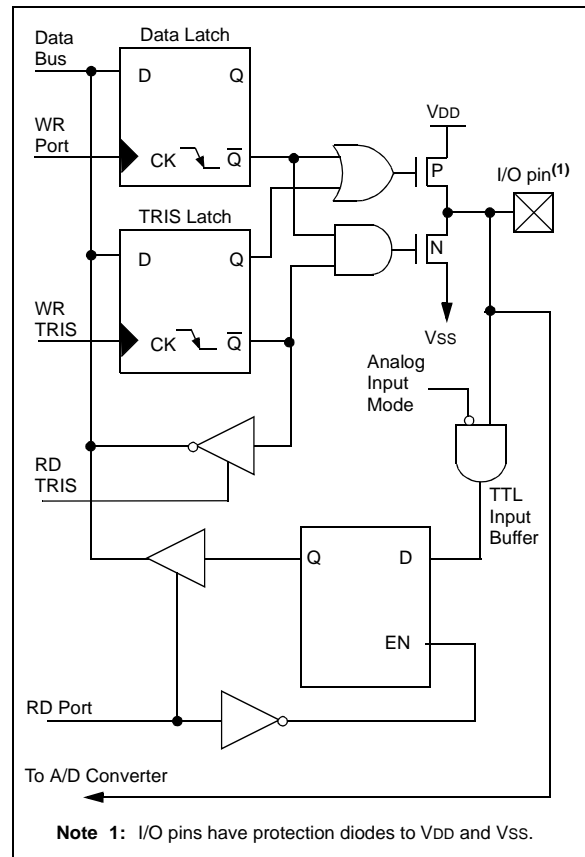 Data
Bus
Data Latch
D
Q
WR
Port
CK
Q̅
VDD
P
I/O pin(1)
TRIS Latch
D
Q
N
WR
TRIS
CK
Q̅
VSS
Analog
Input
Mode
RD
TRIS
TTL
Input
Buffer
Q
D
EN
RD Port
To A/D Converter
Note 1: I/O pins have protection diodes to VDD and VSS.